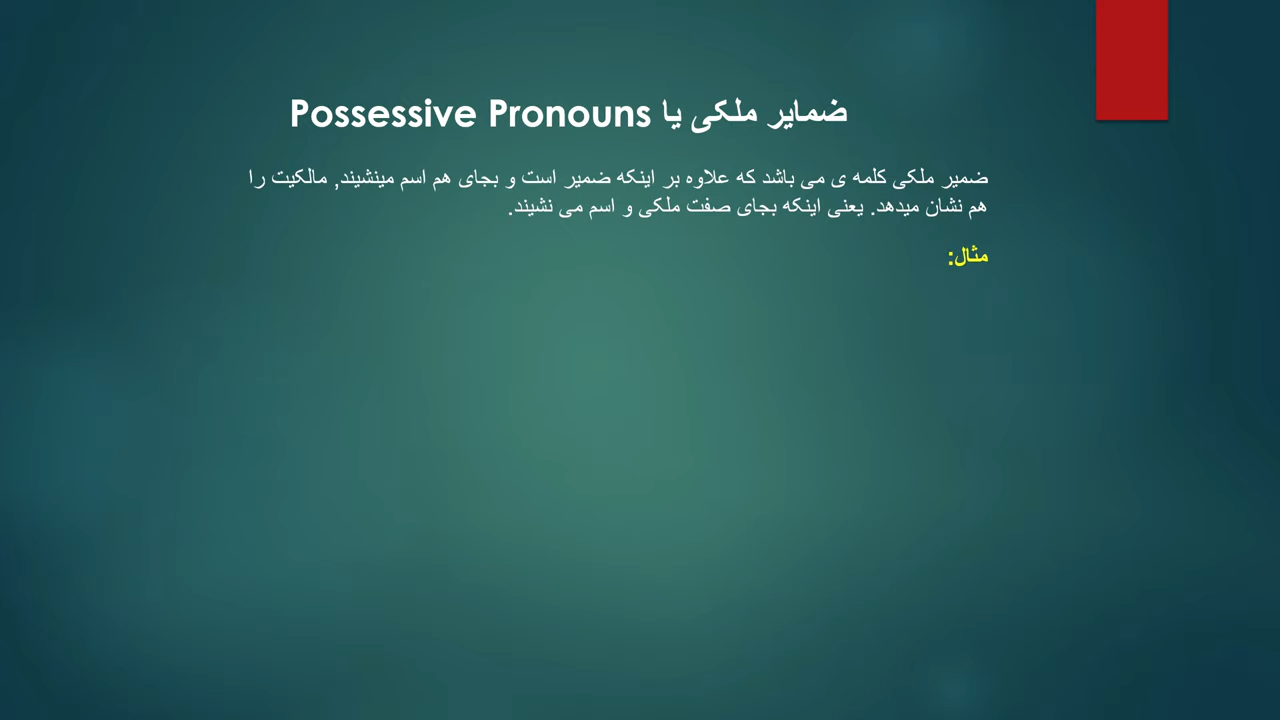 ضمایر ملکی یا Possessive Pronouns
ضمیر ملکی کلمه ی می باشد که علاوه بر اینکه ضمیر است و بجای هم اسم مینشیند, مالکیت را
هم نشان میدهد. یعنی اینکه بجای صفت ملکی و اسم می نشیند.
مثال: